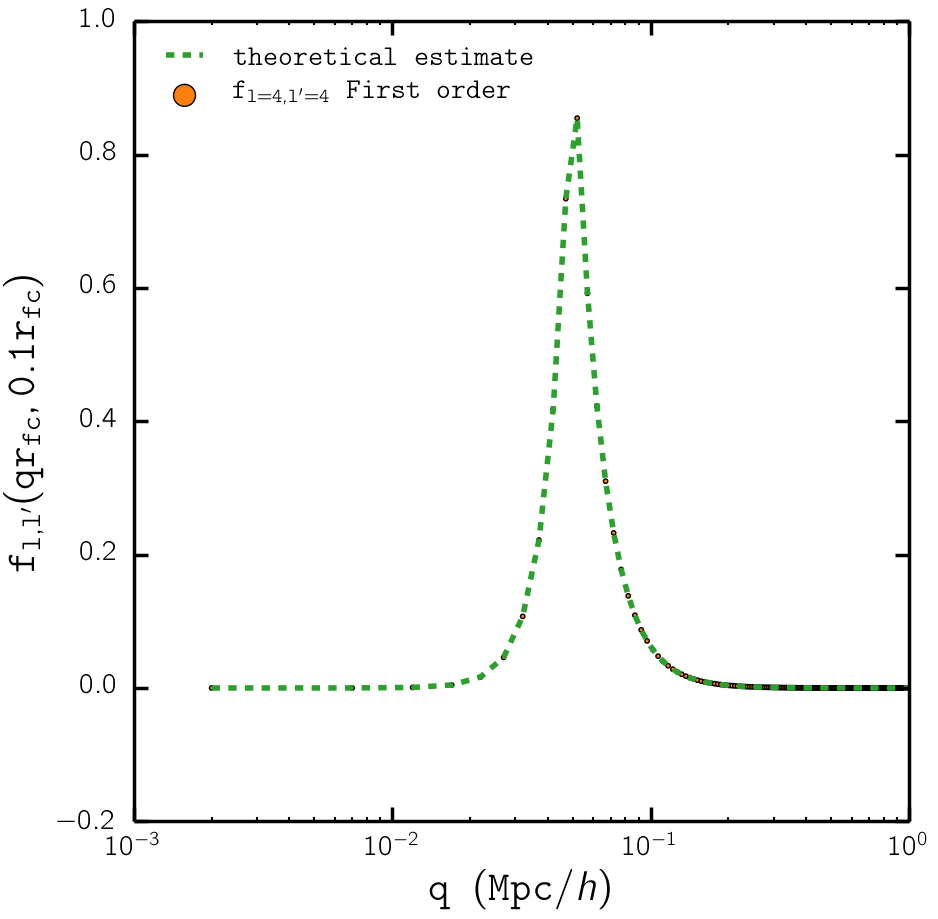 theoretical estimate
f_{l=4,l′=4} First order
1.0
0.8
0.6
0.4
0.2
0.0
−0.2
f_{l,l′}(qr_{fc}, 0.1r_{fc})
10^{−3} 10^{−2} 10^{−1} 10^{0}
q (Mpc/h)